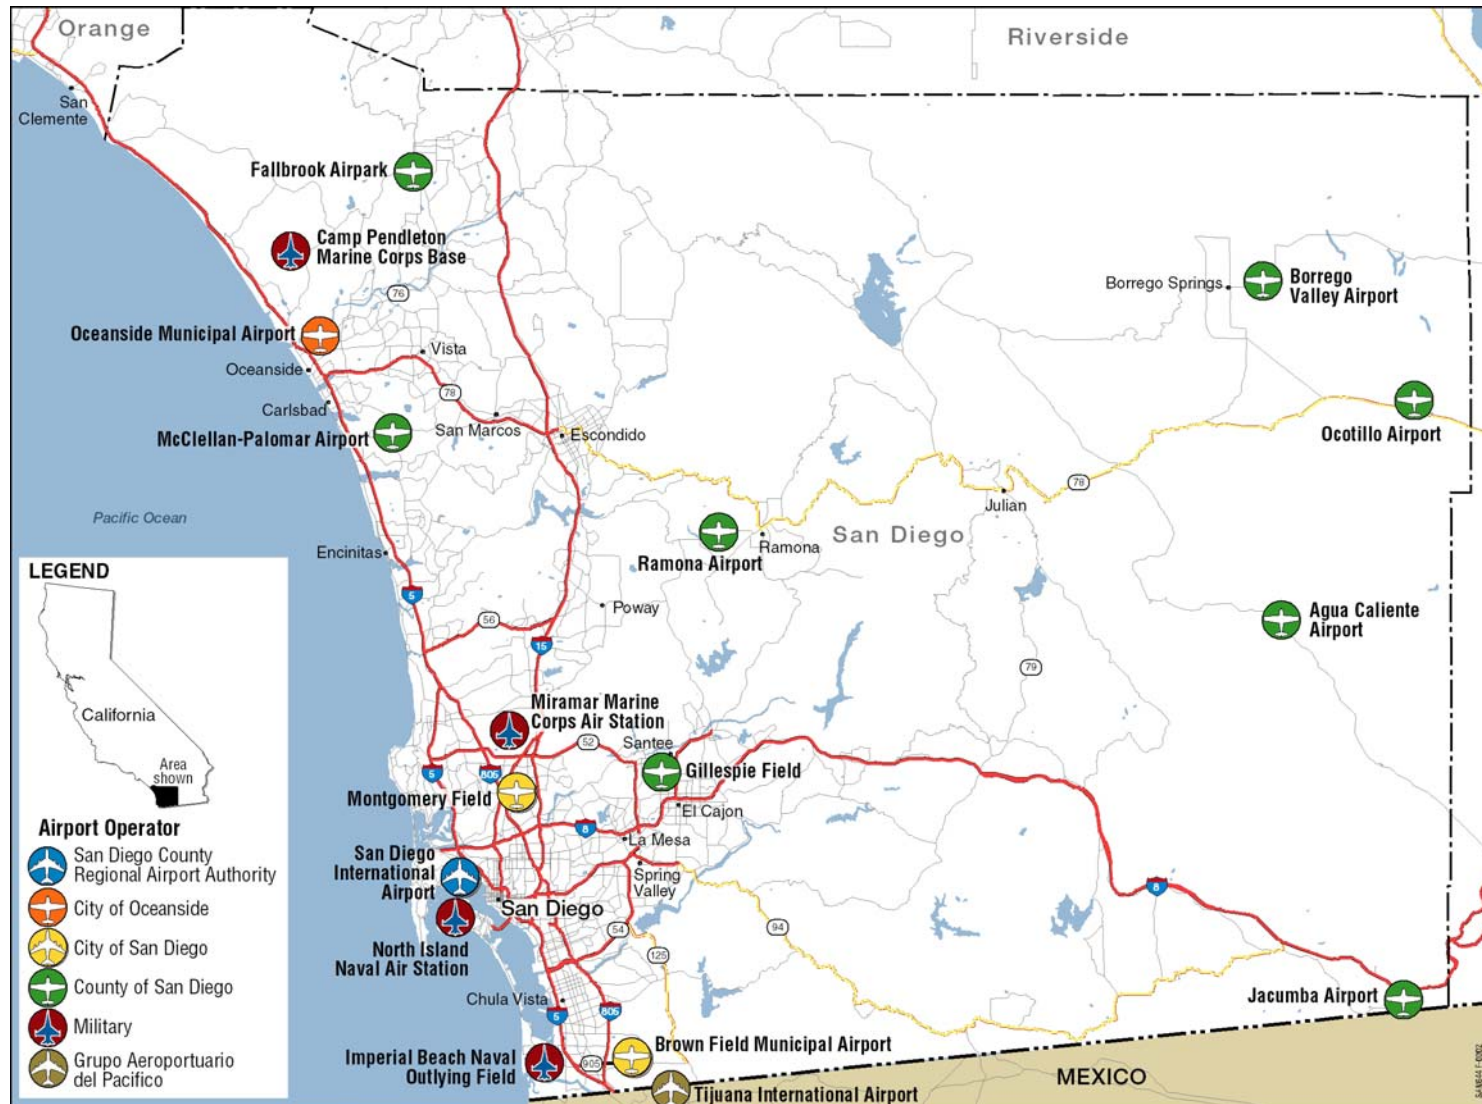 Orange
Riverside
San
Clemente
Fallbrook Airpark
Camp Pendleton
Marine Corps Base
76
Borrego Springs
Borrego
Valley Airport
Oceanside Municipal Airport
Vista
Oceanside
78
Carlsbad
San Marcos
Escondido
McClellan-Palomar Airport
Ocotillo Airport
78
Julian
Pacific Ocean
San Diego
Ramona
Ramona Airport
Encinitas
5
Poway
56
15
Agua Caliente
Airport
79
Miramar Marine
Corps Air Station
52
Santee
5
805
Gillespie Field
Montgomery Field
El Cajon
8
La Mesa
San Diego
International
Airport
Spring
Valley
8
San Diego
54
94
125
North Island
Naval Air Station
Chula Vista
5
805
Jacumba Airport
Imperial Beach Naval
Outlying Field
905
Brown Field Municipal Airport
MEXICO
Tijuana International Airport
LEGEND
California
Area
shown
Airport Operator
San Diego County
Regional Airport Authority
City of Oceanside
City of San Diego
County of San Diego
Military
Grupo Aeroportuario
del Pacifico